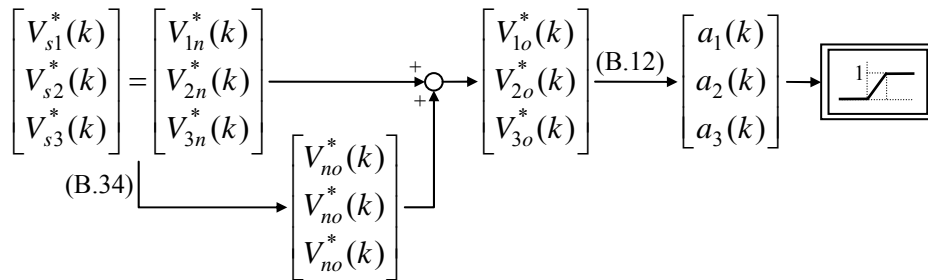 [V*s1(k) V*s2(k) V*s3(k)] = [V*1n(k) V*2n(k) V*3n(k)]
+
+
[V*1o(k) V*2o(k) V*3o(k)]
(B.12)
[a1(k) a2(k) a3(k)]
1
(B.34)
[V*no(k) V*no(k) V*no(k)]